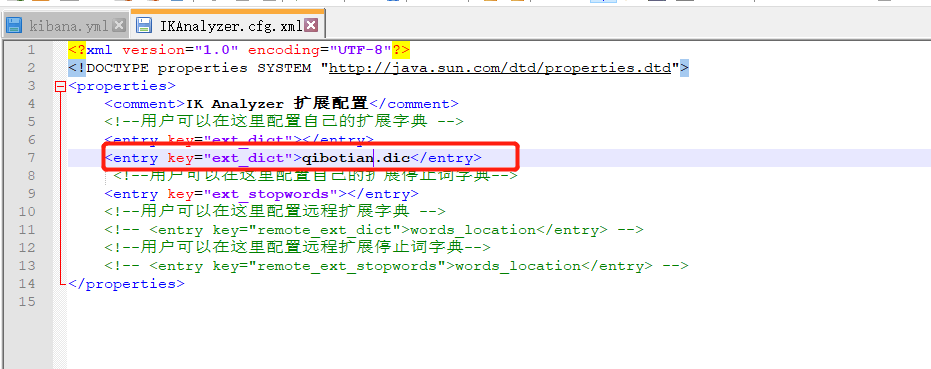 kibana.yml IKAnalyzer.cfg.xml
1 <?xml version="1.0" encoding="UTF-8"?>
2 <!DOCTYPE properties SYSTEM "http://java.sun.com/dtd/properties.dtd">
3 <properties>
4 <comment>IK Analyzer 扩展配置</comment>
5 <!--用户可以在这里配置自己的扩展字典 -->
6 <entry key="ext_dict"></entry>
7 <entry key="ext_dict">qibotian.dic</entry>
8 <!--用户可以在这里配置自己的扩展停止词字典-->
9 <entry key="ext_stopwords"></entry>
10 <!--用户可以在这里配置远程扩展字典 -->
11 <!-- <entry key="remote_ext_dict">words_location</entry> -->
12 <!--用户可以在这里配置远程扩展停止词字典-->
13 <!-- <entry key="remote_ext_stopwords">words_location</entry> -->
14 </properties>
15